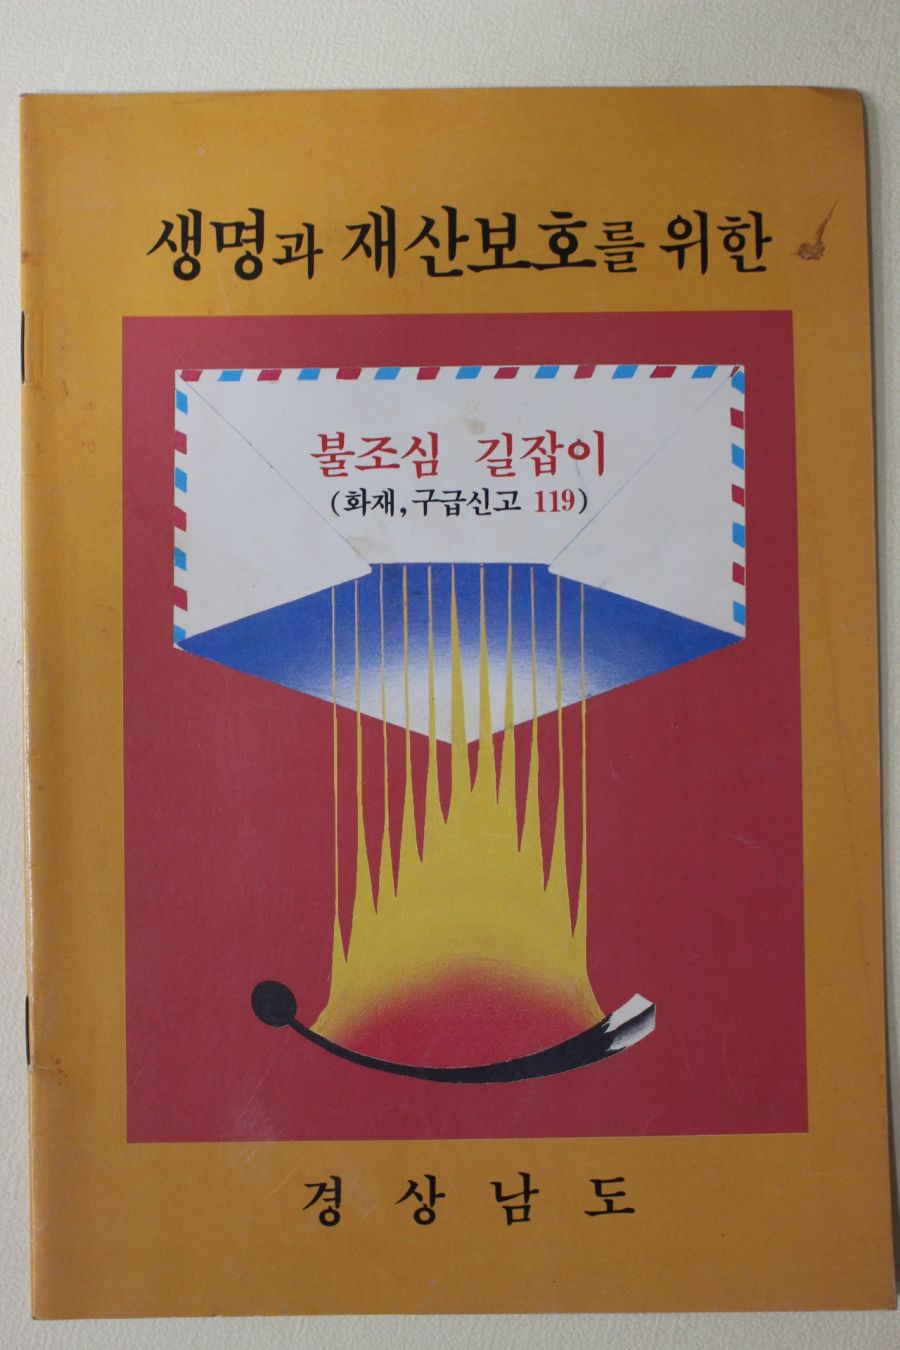 생명과 재산보호를 위한
불조심 길잡이
(화재,구급신고 119)
경상남도